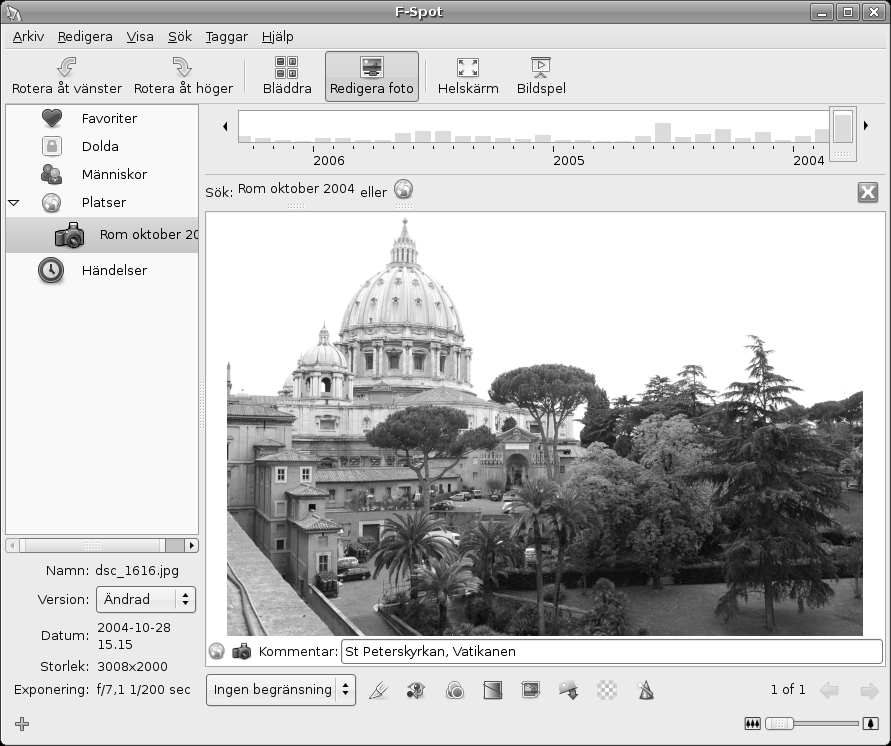 F-Spot
Arkiv Redigera Visa Sök Taggar Hjälp
Rotera åt vänster Rotera åt höger Bläddra Redigera foto Helskärm Bildspel
Favoriter
Dolda
Människor
Platser
Rom oktober 20
Händelser
2006 2005 2004
Sök: Rom oktober 2004 eller
Namn: dsc_1616.jpg
Version: Ändrad
Datum: 2004-10-28
15.15
Storlek: 3008x2000
Exponering: f/7,1 1/200 sec
Kommentar: St Peterskyrkan, Vatikanen
Ingen begränsning
1 of 1